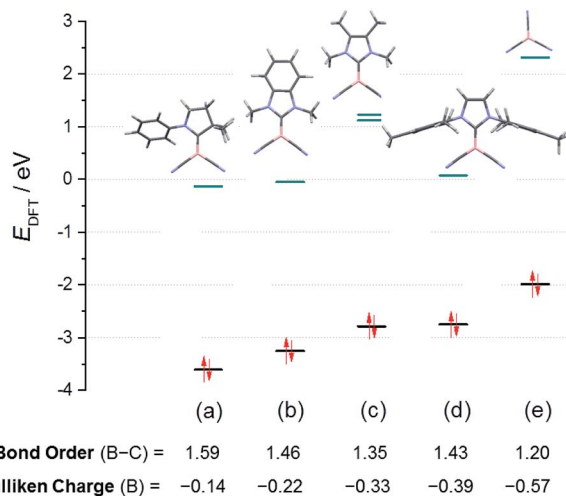 3
2
1
0
-1
-2
-3
-4
E_DFT / eV
(a) (b) (c) (d) (e)
Bond Order (B–C) = 1.59 1.46 1.35 1.43 1.20
lliken Charge (B) = −0.14 −0.22 −0.33 −0.39 −0.57